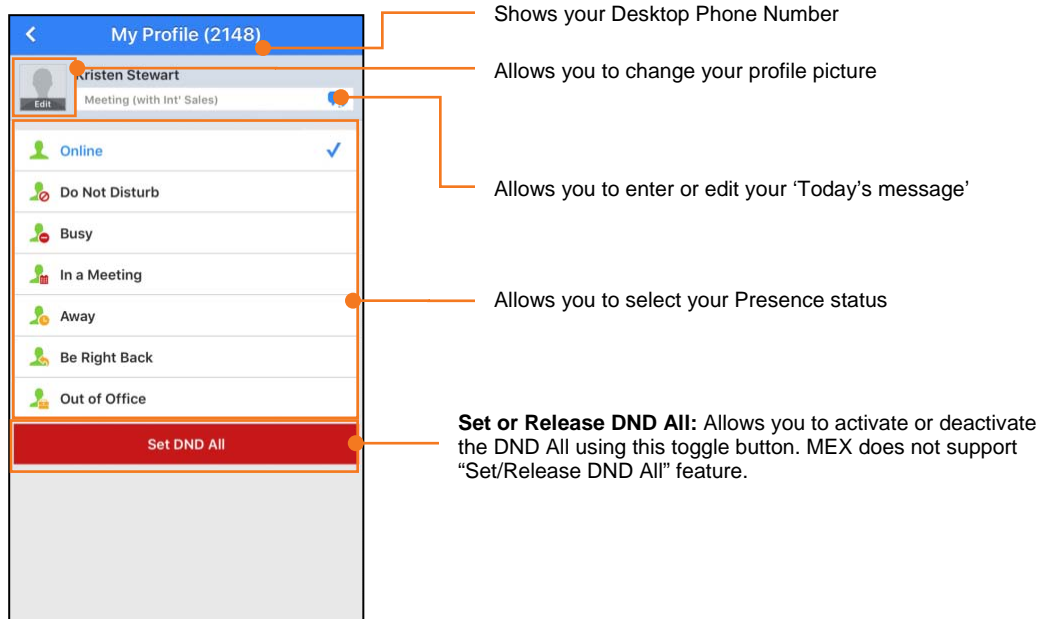 My Profile (2148)
Kristen Stewart
Edit
Meeting (with Int' Sales)
Online
Do Not Disturb
Busy
In a Meeting
Away
Be Right Back
Out of Office
Set DND All
Shows your Desktop Phone Number
Allows you to change your profile picture
Allows you to enter or edit your ‘Today’s message’
Allows you to select your Presence status
Set or Release DND All: Allows you to activate or deactivate
the DND All using this toggle button. MEX does not support
“Set/Release DND All” feature.